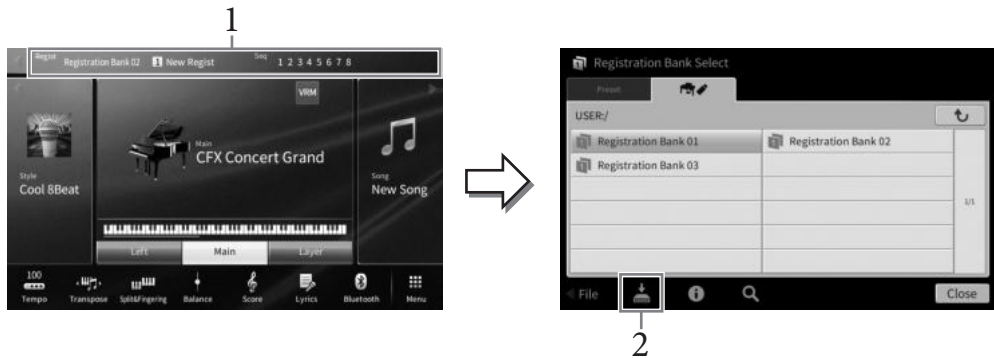 1
Regist
Registration Bank 02
1 New Regist
Seq
1 2 3 4 5 6 7 8
VRM
Main
CFX Concert Grand
Style
Cool 8Beat
Song
New Song
Left
Main
Layer
100
Tempo
Transpose
Split&Fingering
Balance
Score
Lyrics
Bluetooth
Menu
Registration Bank Select
Preset
USER:/
Registration Bank 01
Registration Bank 02
Registration Bank 03
1/1
File
Close
2